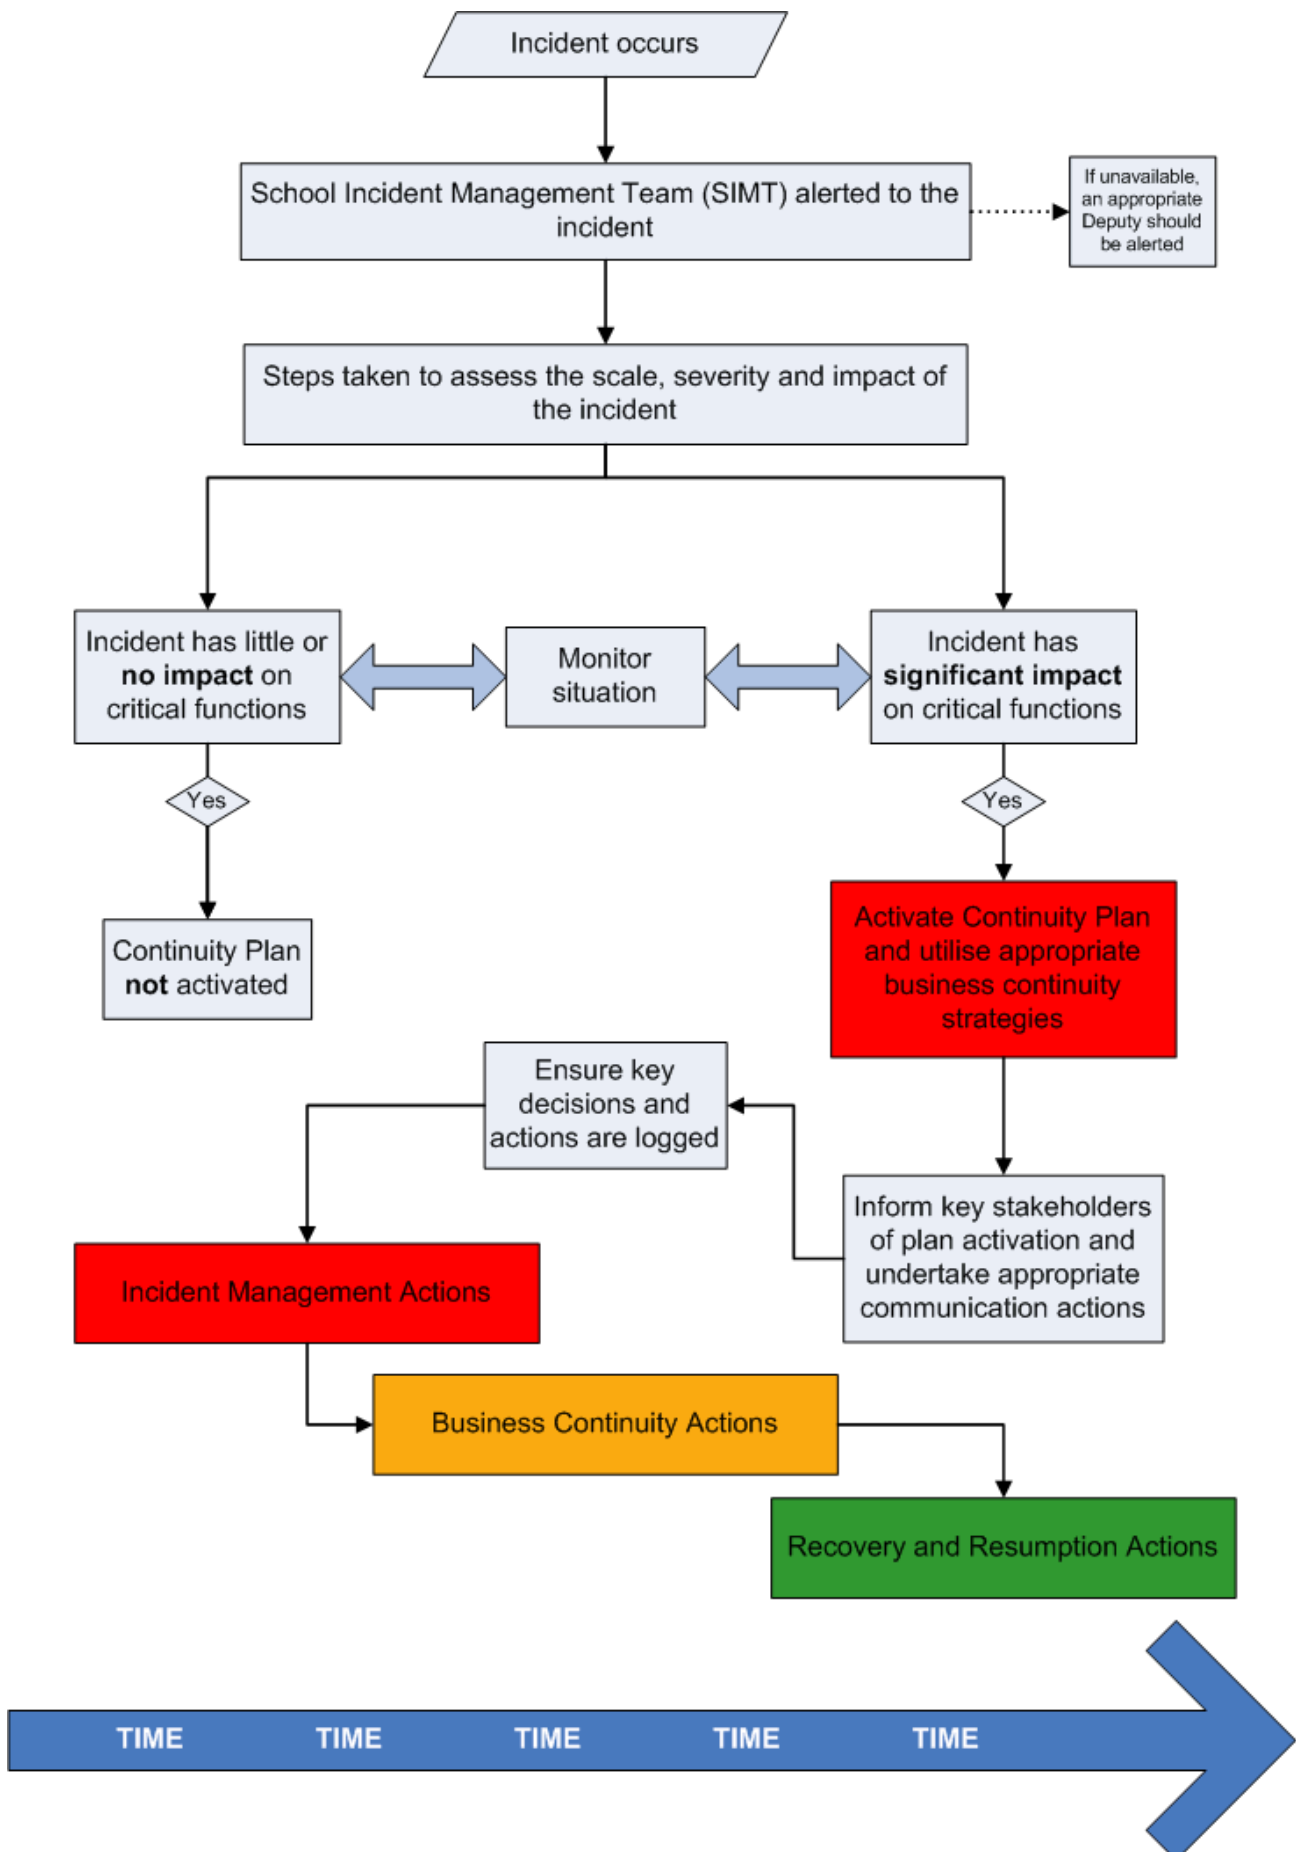 Incident occurs
School Incident Management Team (SIMT) alerted to the
incident
If unavailable,
an appropriate
Deputy should
be alerted
Steps taken to assess the scale, severity and impact of
the incident
Incident has little or
no impact on
critical functions
Monitor
situation
Incident has
significant impact
on critical functions
Yes
Yes
Continuity Plan
not activated
Activate Continuity Plan
and utilise appropriate
business continuity
strategies
Ensure key
decisions and
actions are logged
Inform key stakeholders
of plan activation and
undertake appropriate
communication actions
Incident Management Actions
Business Continuity Actions
Recovery and Resumption Actions
TIME TIME TIME TIME TIME